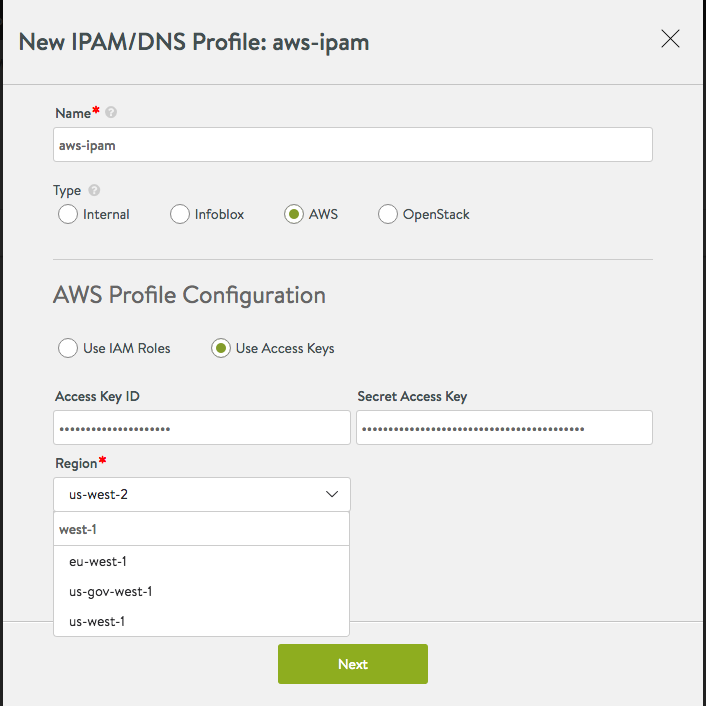 New IPAM/DNS Profile: aws-ipam
Name* ?
aws-ipam
Type ?
Internal Infoblox AWS OpenStack
AWS Profile Configuration
Use IAM Roles Use Access Keys
Access Key ID Secret Access Key
••••••••••••••••••••• ••••••••••••••••••••••••••••••••••••••••••
Region*
us-west-2
west-1
eu-west-1
us-gov-west-1
us-west-1
Next